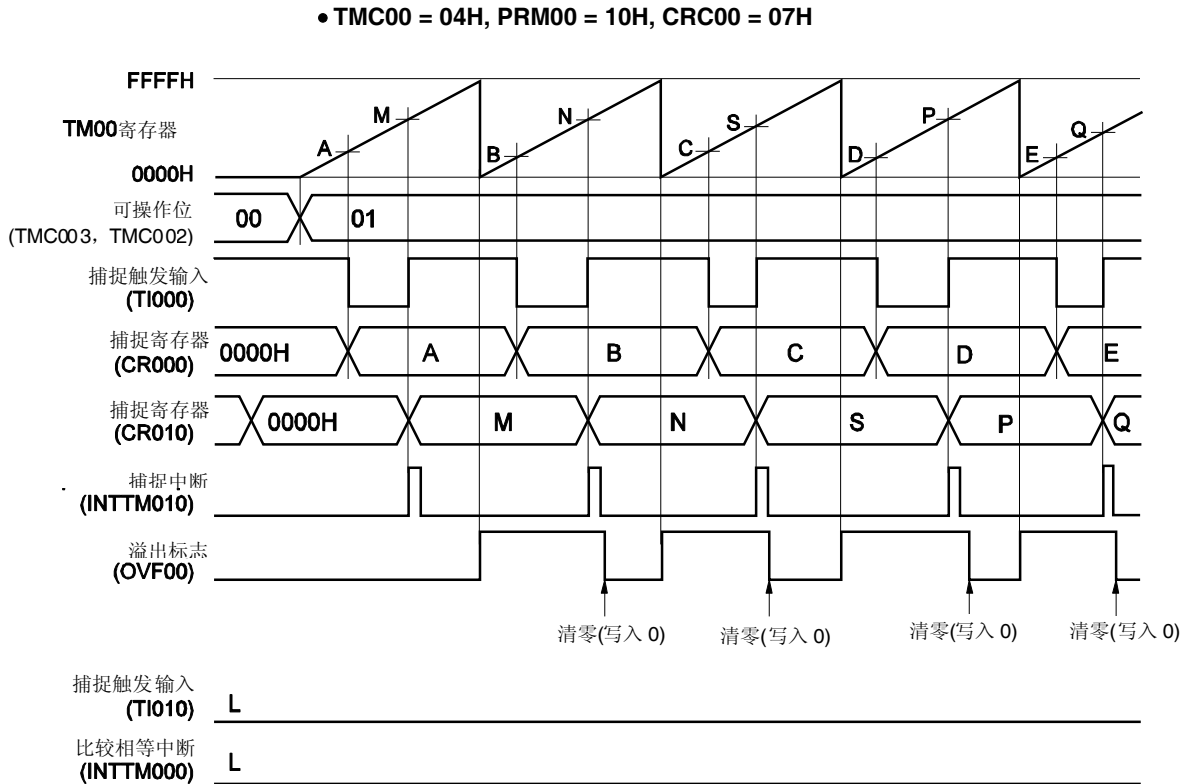 • TMC00 = 04H, PRM00 = 10H, CRC00 = 07H
FFFFH
TM00寄存器
0000H
A M B N C S D P E Q
可操作位
(TMC003，TMC002)
00 01
捕捉触发输入
(TI000)
捕捉寄存器
(CR000)
0000H A B C D E
捕捉寄存器
(CR010)
0000H M N S P Q
捕捉中断
(INTTM010)
溢出标志
(OVF00)
清零(写入 0) 清零(写入 0) 清零(写入 0) 清零(写入 0)
捕捉触发输入
(TI010)
L
比较相等中断
(INTTM000)
L